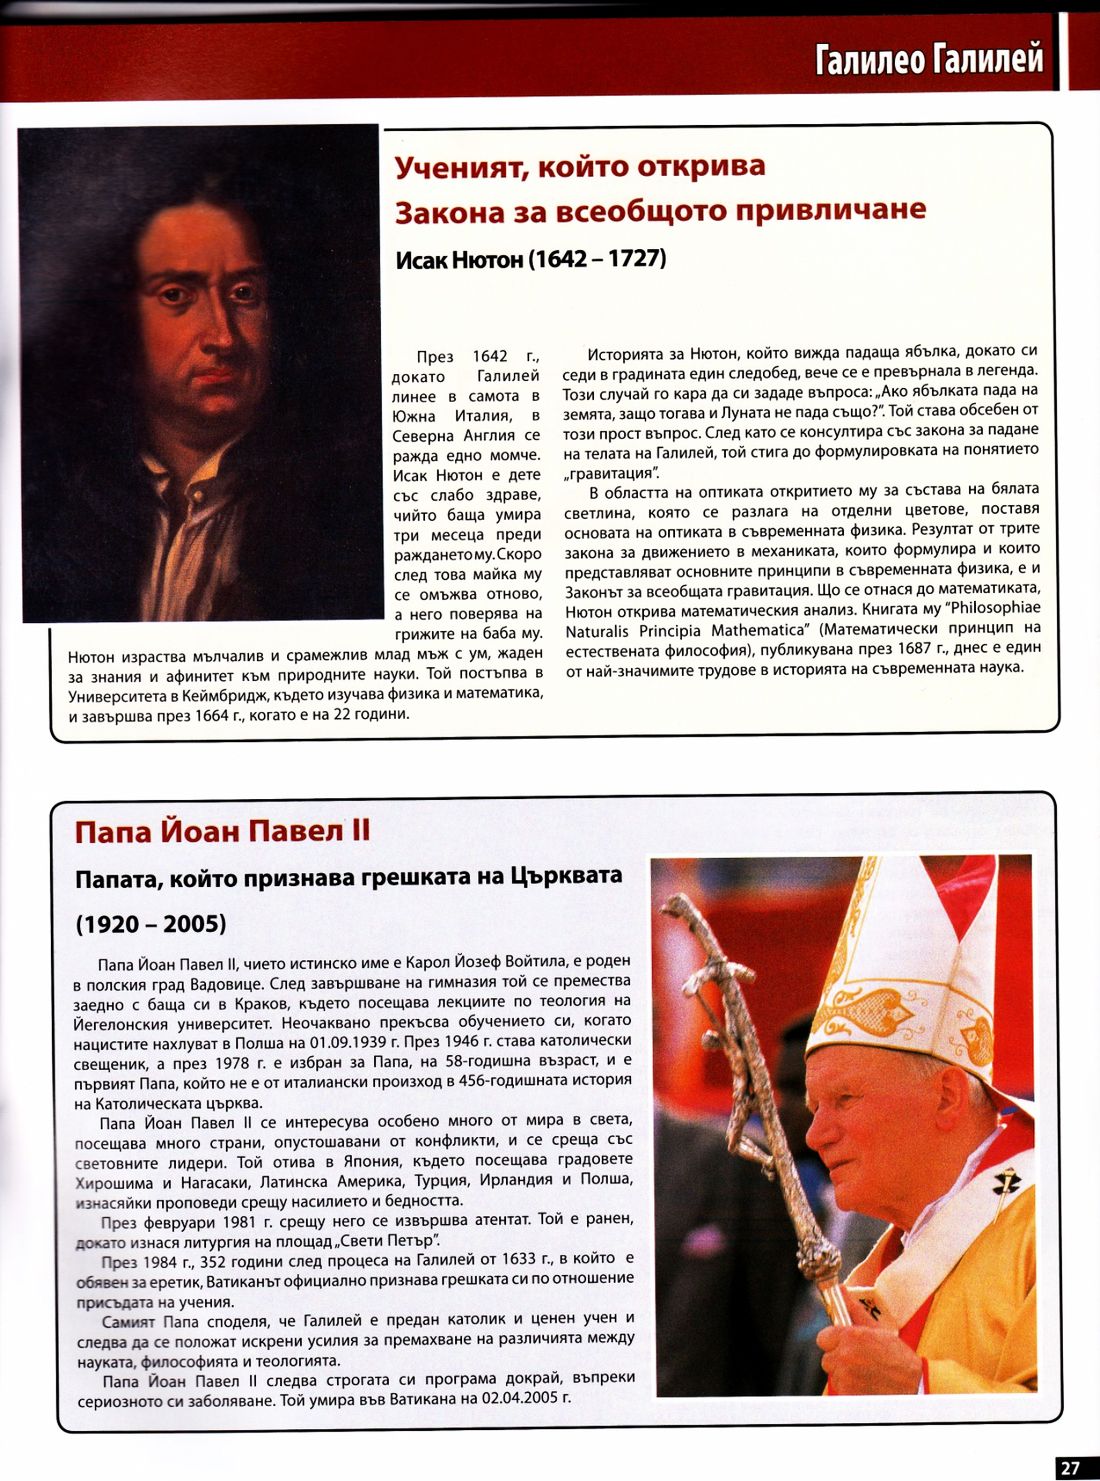 Галилео Галилей
Ученият, който открива
Закона за всеобщото привличане
Исак Нютон (1642 – 1727)
През 1642 г.,
докато Галилей
линее в самота в
Южна Италия, в
Северна Англия се
ражда едно момче.
Исак Нютон е дете
със слабо здраве,
чийто баща умира
три месеца преди
раждането му. Скоро
след това майка му
се омъжва отново,
а него поверява на
грижите на баба му.
Нютон израства мълчалив и срамежлив млад мъж с ум, жаден
за знания и афинитет към природните науки. Той постъпва в
Университета в Кеймбридж, където изучава физика и математика,
и завършва през 1664 г., когато е на 22 години.
Историята за Нютон, който вижда падаща ябълка, докато си
седи в градината един следобед, вече се е превърнала в легенда.
Този случай го кара да си зададе въпроса: „Ако ябълката пада на
земята, защо тогава и Луната не пада също?”. Той става обсебен от
този прост въпрос. След като се консултира със закона за падане
на телата на Галилей, той стига до формулировката на понятието
„гравитация”.
В областта на оптиката откритието му за състава на бялата
светлина, която се разлага на отделни цветове, поставя
основата на оптиката в съвременната физика. Резултат от трите
закона за движението в механиката, които формулира и които
представляват основните принципи в съвременната физика, е и
Законът за всеобщата гравитация. Що се отнася до математиката,
Нютон открива математическия анализ. Книгата му “Philosophiae
Naturalis Principia Mathematica” (Математически принцип на
естествената философия), публикувана през 1687 г., днес е един
от най-значимите трудове в историята на съвременната наука.
Папа Йоан Павел II
Папата, който признава грешката на Църквата
(1920 – 2005)
Папа Йоан Павел II, чието истинско име е Карол Йозеф Войтила, е роден
в полския град Вадовице. След завършване на гимназия той се премества
заедно с баща си в Краков, където посещава лекциите по теология на
Йегелонския университет. Неочаквано прекъсва обучението си, когато
нацистите нахлуват в Полша на 01.09.1939 г. През 1946 г. става католически
свещеник, а през 1978 г. е избран за Папа, на 58-годишна възраст, и е
първият Папа, който не е от италиански произход в 456-годишната история
на Католическата църква.
Папа Йоан Павел II се интересува особено много от мира в света,
посещава много страни, опустошавани от конфликти, и се среща със
световните лидери. Той отива в Япония, където посещава градовете
Хирошима и Нагасаки, Латинска Америка, Турция, Ирландия и Полша,
изнасяйки проповеди срещу насилието и бедността.
През февруари 1981 г. срещу него се извършва атентат. Той е ранен,
докато изнася литургия на площад „Свети Петър”.
През 1984 г., 352 години след процеса на Галилей от 1633 г., в който е
обявен за еретик, Ватиканът официално признава грешката си по отношение
присъдата на учения.
Самият Папа споделя, че Галилей е предан католик и ценен учен и
следва да се положат искрени усилия за премахване на различията между
науката, философията и теологията.
Папа Йоан Павел II следва строгата си програма докрай, въпреки
сериозното си заболяване. Той умира във Ватикана на 02.04.2005 г.
27